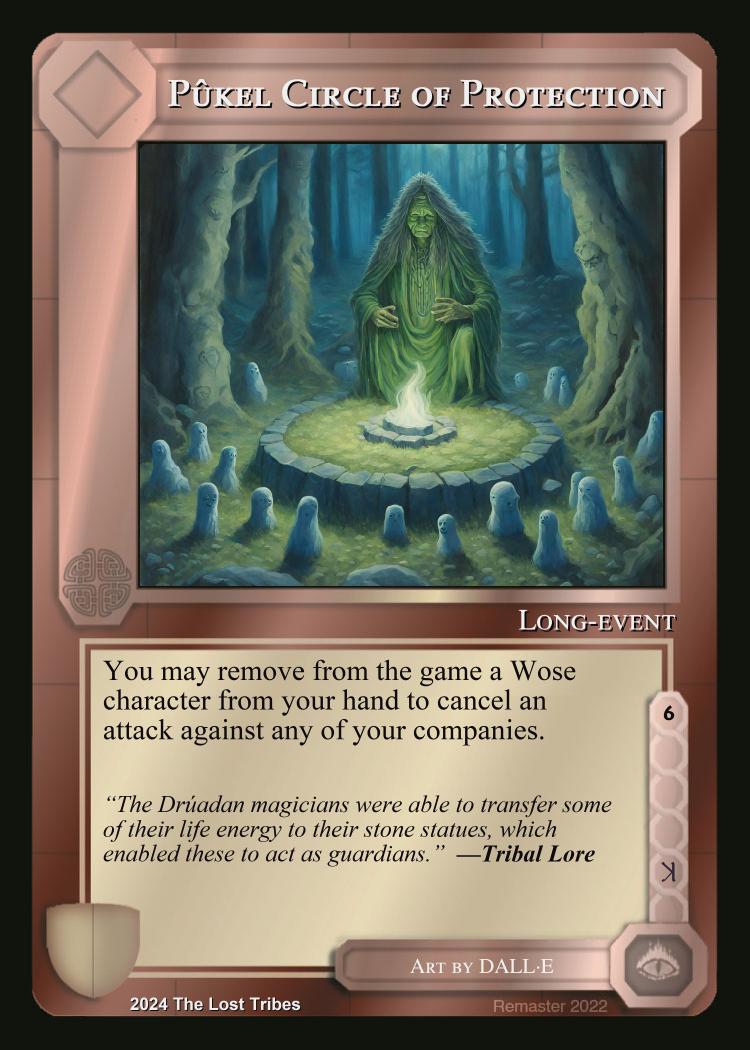 Pûkel Circle of Protection
Long-event
You may remove from the game a Wose
character from your hand to cancel an
attack against any of your companies.
6
“The Drúadan magicians were able to transfer some
of their life energy to their stone statues, which
enabled these to act as guardians.” —Tribal Lore
Art by DALL·E
2024 The Lost Tribes
Remaster 2022